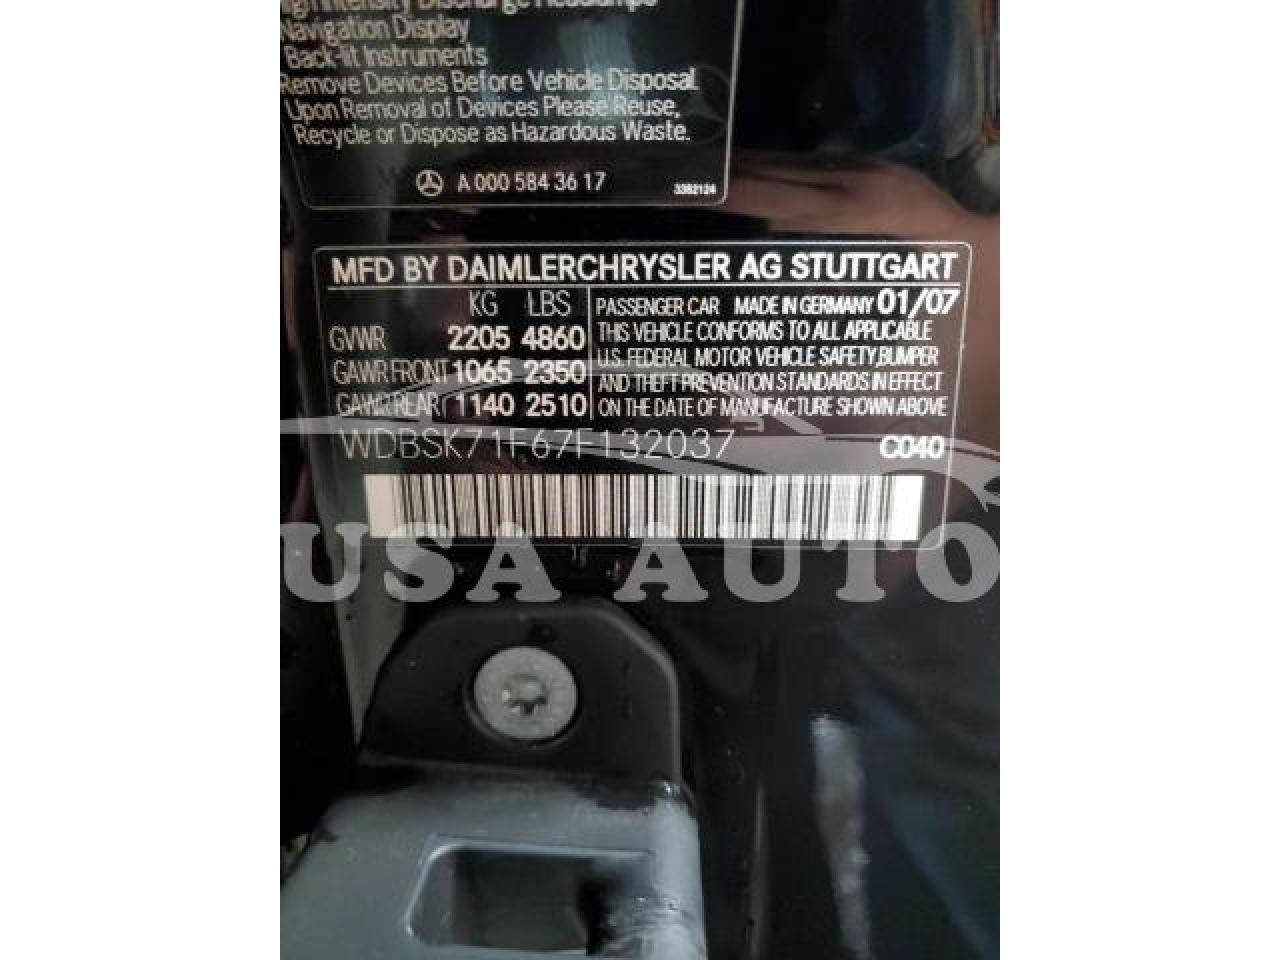 High Intensity Discharge Headlamps
Navigation Display
Back-lit Instruments
Remove Devices Before Vehicle Disposal.
Upon Removal of Devices Please Reuse,
Recycle or Dispose as Hazardous Waste.
A 000 584 36 17 3382124
MFD BY DAIMLERCHRYSLER AG STUTTGART
KG LBS PASSENGER CAR MADE IN GERMANY 01/07
GVWR 2205 4860 THIS VEHICLE CONFORMS TO ALL APPLICABLE
GAWR FRONT 1065 2350 U.S. FEDERAL MOTOR VEHICLE SAFETY, BUMPER
GAWR REAR 1140 2510 AND THEFT PREVENTION STANDARDS IN EFFECT
ON THE DATE OF MANUFACTURE SHOWN ABOVE
WDBSK71F67F132037 C040
USA AUTO